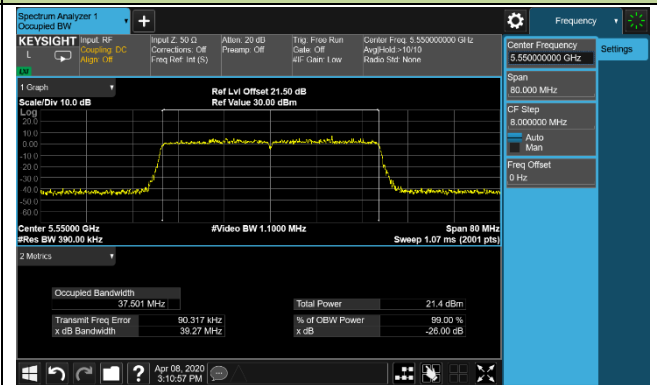 Spectrum Analyzer 1
Occupied BW
Frequency
KEYSIGHT
L
Input: RF
Coupling: DC
Align: Off
Input Z: 50 Ω
Corrections: Off
Freq Ref: Int (S)
Atten: 20 dB
Preamp: Off
Trig: Free Run
Gate: Off
#IF Gain: Low
Center Freq: 5.550000000 GHz
Avg|Hold:>10/10
Radio Std: None
Center Frequency
5.550000000 GHz
Settings
Span
80.000 MHz
CF Step
8.000000 MHz
Auto
Man
Freq Offset
0 Hz
1 Graph
Scale/Div 10.0 dB
Ref Lvl Offset 21.50 dB
Ref Value 30.00 dBm
Log
20.0
10.0
0.00
-10.0
-20.0
-30.0
-40.0
-50.0
-60.0
Center 5.55000 GHz
#Res BW 390.00 kHz
#Video BW 1.1000 MHz
Span 80 MHz
Sweep 1.07 ms (2001 pts)
2 Metrics
Occupied Bandwidth
37.501 MHz
Total Power 21.4 dBm
Transmit Freq Error 90.317 kHz
% of OBW Power 99.00 %
x dB Bandwidth 39.27 MHz
x dB -26.00 dB
?
Apr 08, 2020
3:10:57 PM